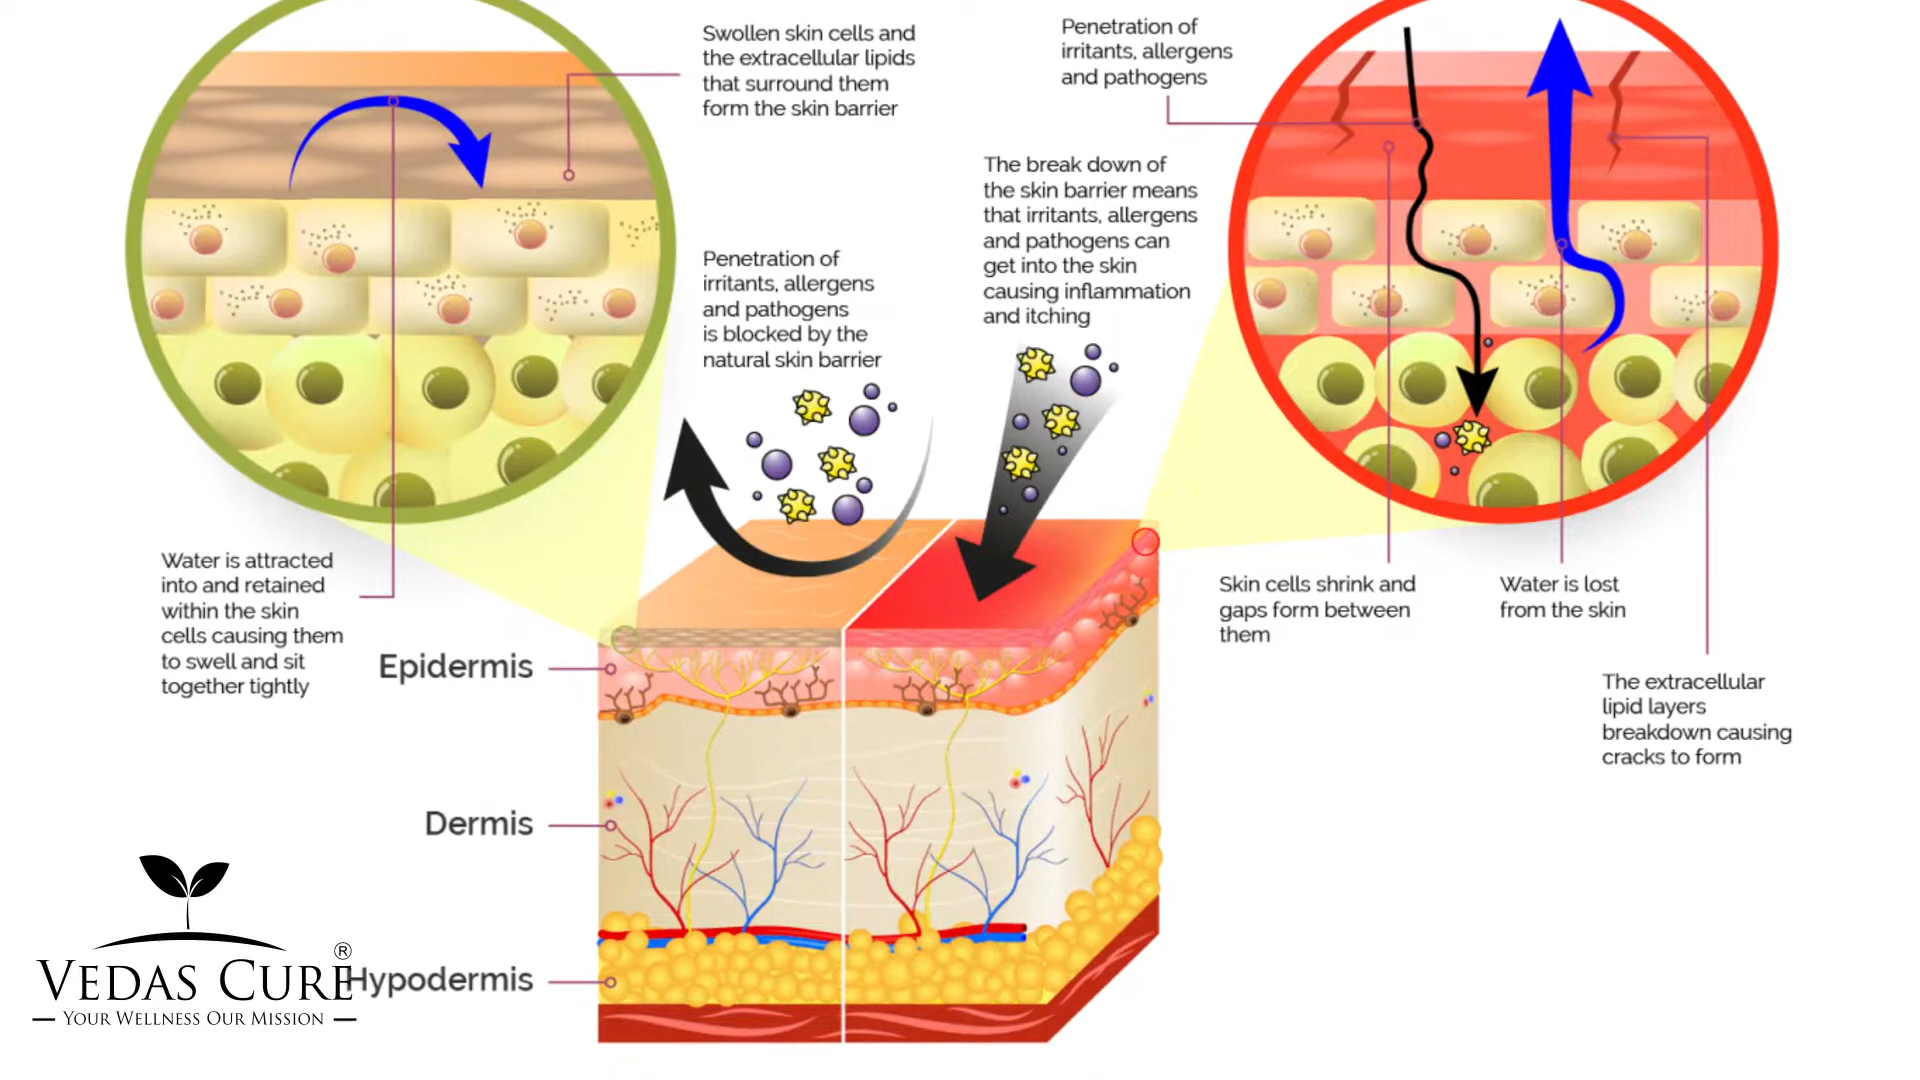 Swollen skin cells and
the extracellular lipids
that surround them
form the skin barrier
Penetration of
irritants, allergens
and pathogens
The break down of
the skin barrier means
that irritants, allergens
and pathogens can
get into the skin
causing inflammation
and itching
Penetration of
irritants, allergens
and pathogens
is blocked by the
natural skin barrier
Water is attracted
into and retained
within the skin
cells causing them
to swell and sit
together tightly
Skin cells shrink and
gaps form between
them
Water is lost
from the skin
The extracellular
lipid layers
breakdown causing
cracks to form
Epidermis
Dermis
Hypodermis
VEDAS CURE®
YOUR WELLNESS OUR MISSION